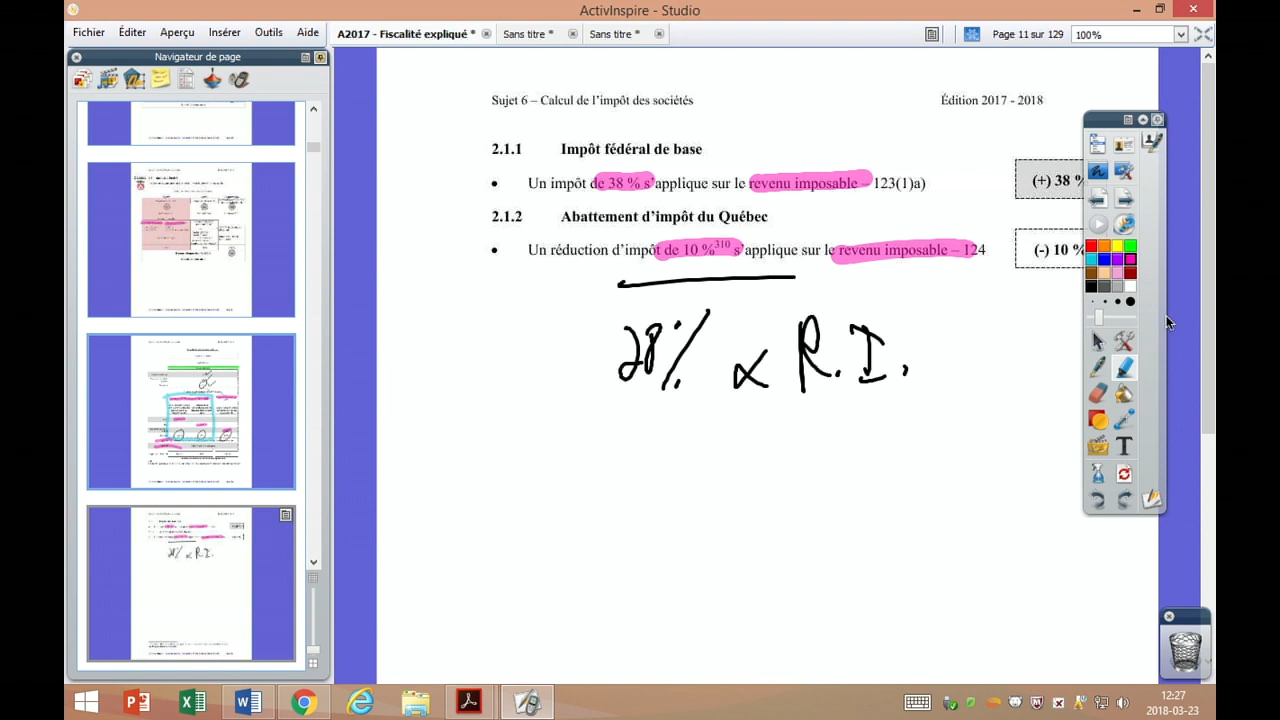 ActivInspire - Studio
Fichier Éditer Aperçu Insérer Outils Aide
A2017 - Fiscalité expliqué * Sans titre * Sans titre *
Page 11 sur 129 100%
Navigateur de page
Sujet 6 – Calcul de l'impôt des sociétés Édition 2017 - 2018
2.1.1 Impôt fédéral de base
• Un impôt de 38 % s'applique sur le revenu imposable – 123(1)a) (+) 38 %
2.1.2 Abatement d'impôt du Québec
• Un réduction d'impôt de 10 %310 s'applique sur le revenu imposable – 124 (-) 10 %
28% x R.I.
12:27
2018-03-23